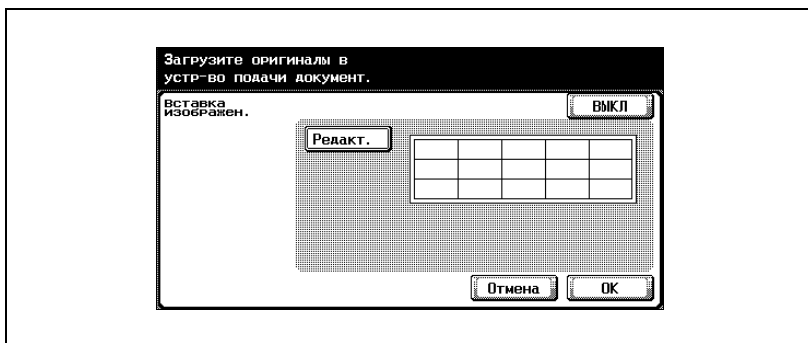 Загрузите оригиналы в
устр-во подачи документ.
Вставка
изображен.
ВЫКЛ
Редакт.
Отмена
OK